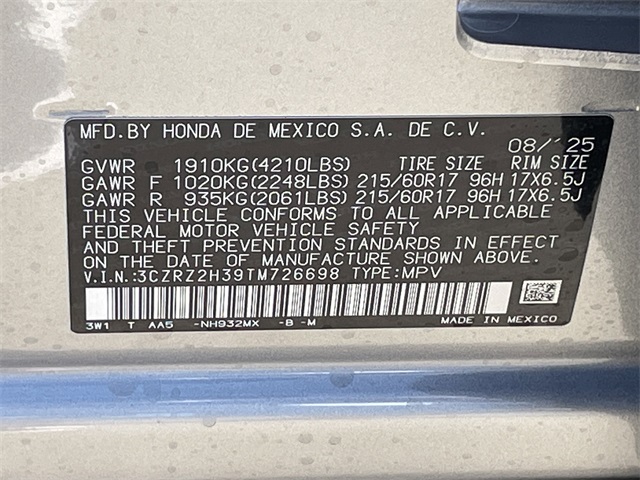 MFD.BY HONDA DE MEXICO S.A. DE C.V.
08/'25
GVWR 1910KG(4210LBS) TIRE SIZE RIM SIZE
GAWR F 1020KG(2248LBS) 215/60R17 96H 17X6.5J
GAWR R 935KG(2061LBS) 215/60R17 96H 17X6.5J
THIS VEHICLE CONFORMS TO ALL APPLICABLE
FEDERAL MOTOR VEHICLE SAFETY
AND THEFT PREVENTION STANDARDS IN EFFECT
ON THE DATE OF MANUFACTURE SHOWN ABOVE.
V.I.N.:3CZRZ2H39TM726698 TYPE:MPV
3W1 T AA5 -NH932MX -B -M MADE IN MEXICO